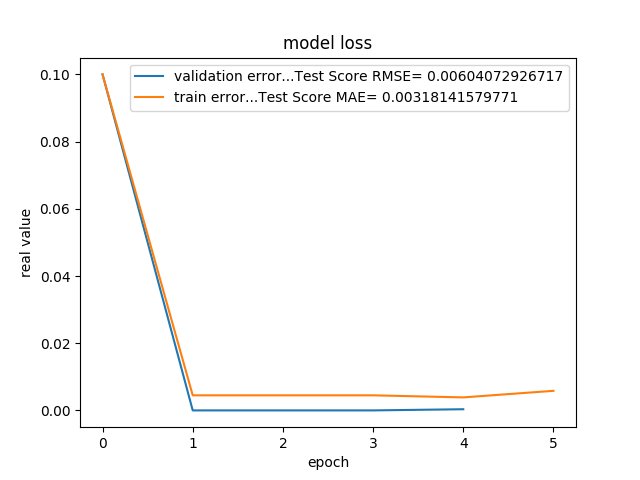 model loss
validation error...Test Score RMSE= 0.00604072926717
train error...Test Score MAE= 0.00318141579771
0.10
0.08
0.06
0.04
0.02
0.00
real value
0 1 2 3 4 5
epoch